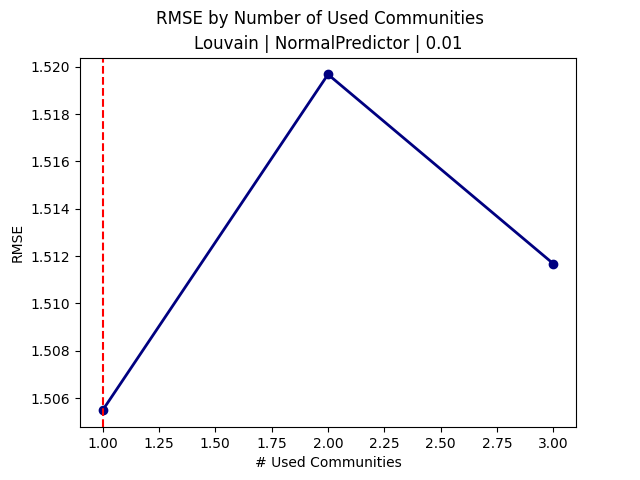 RMSE by Number of Used Communities
Louvain | NormalPredictor | 0.01
1.520
1.518
1.516
1.514
1.512
1.510
1.508
1.506
RMSE
1.00 1.25 1.50 1.75 2.00 2.25 2.50 2.75 3.00
# Used Communities